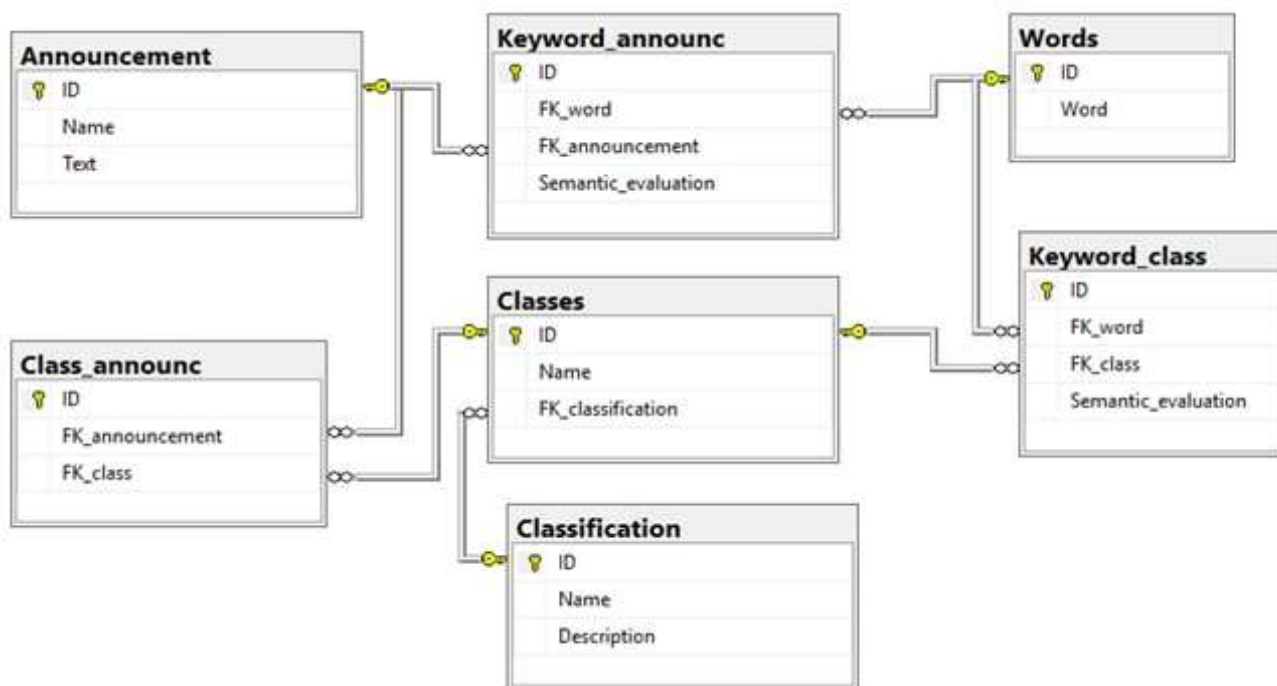 Announcement
ID
Name
Text
Keyword_announc
ID
FK_word
FK_announcement
Semantic_evaluation
Words
ID
Word
Keyword_class
ID
FK_word
FK_class
Semantic_evaluation
Classes
ID
Name
FK_classification
Class_announc
ID
FK_announcement
FK_class
Classification
ID
Name
Description